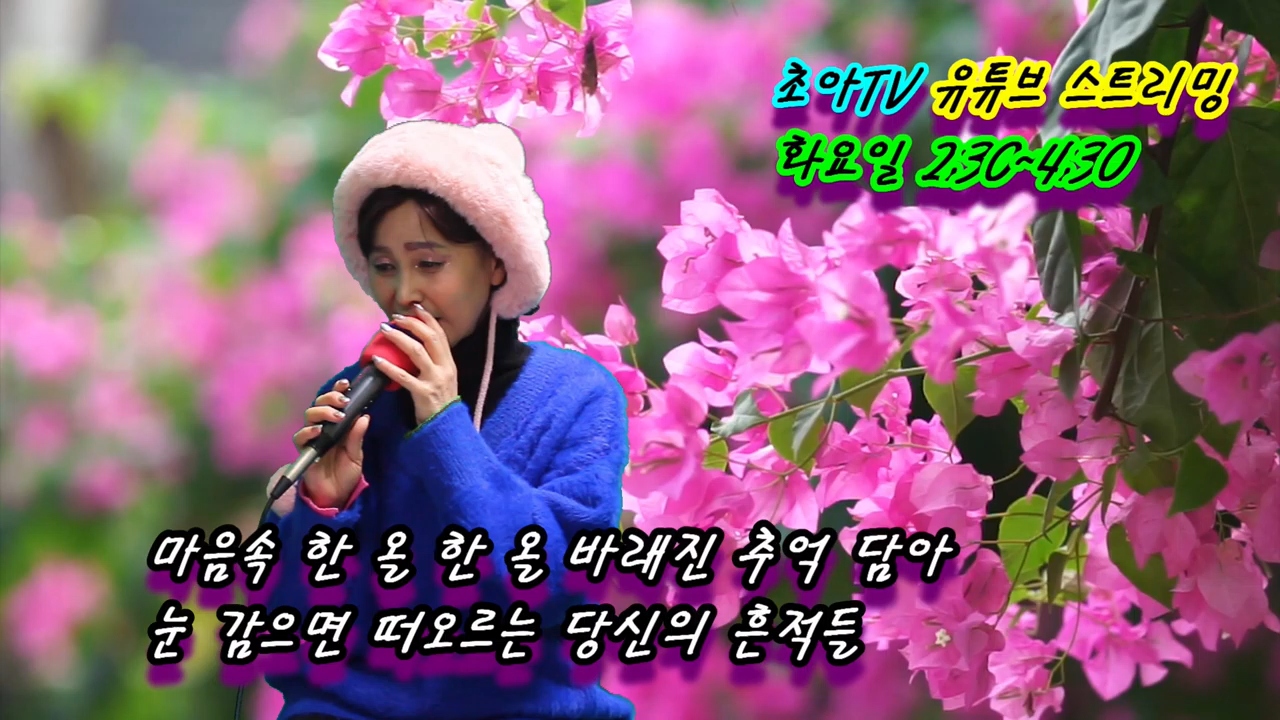 초아TV 유튜브 스트리밍
화요일 2:30~4:30
마음속 한 올 한 올 바래진 추억 담아
눈 감으면 떠오르는 당신의 흔적들